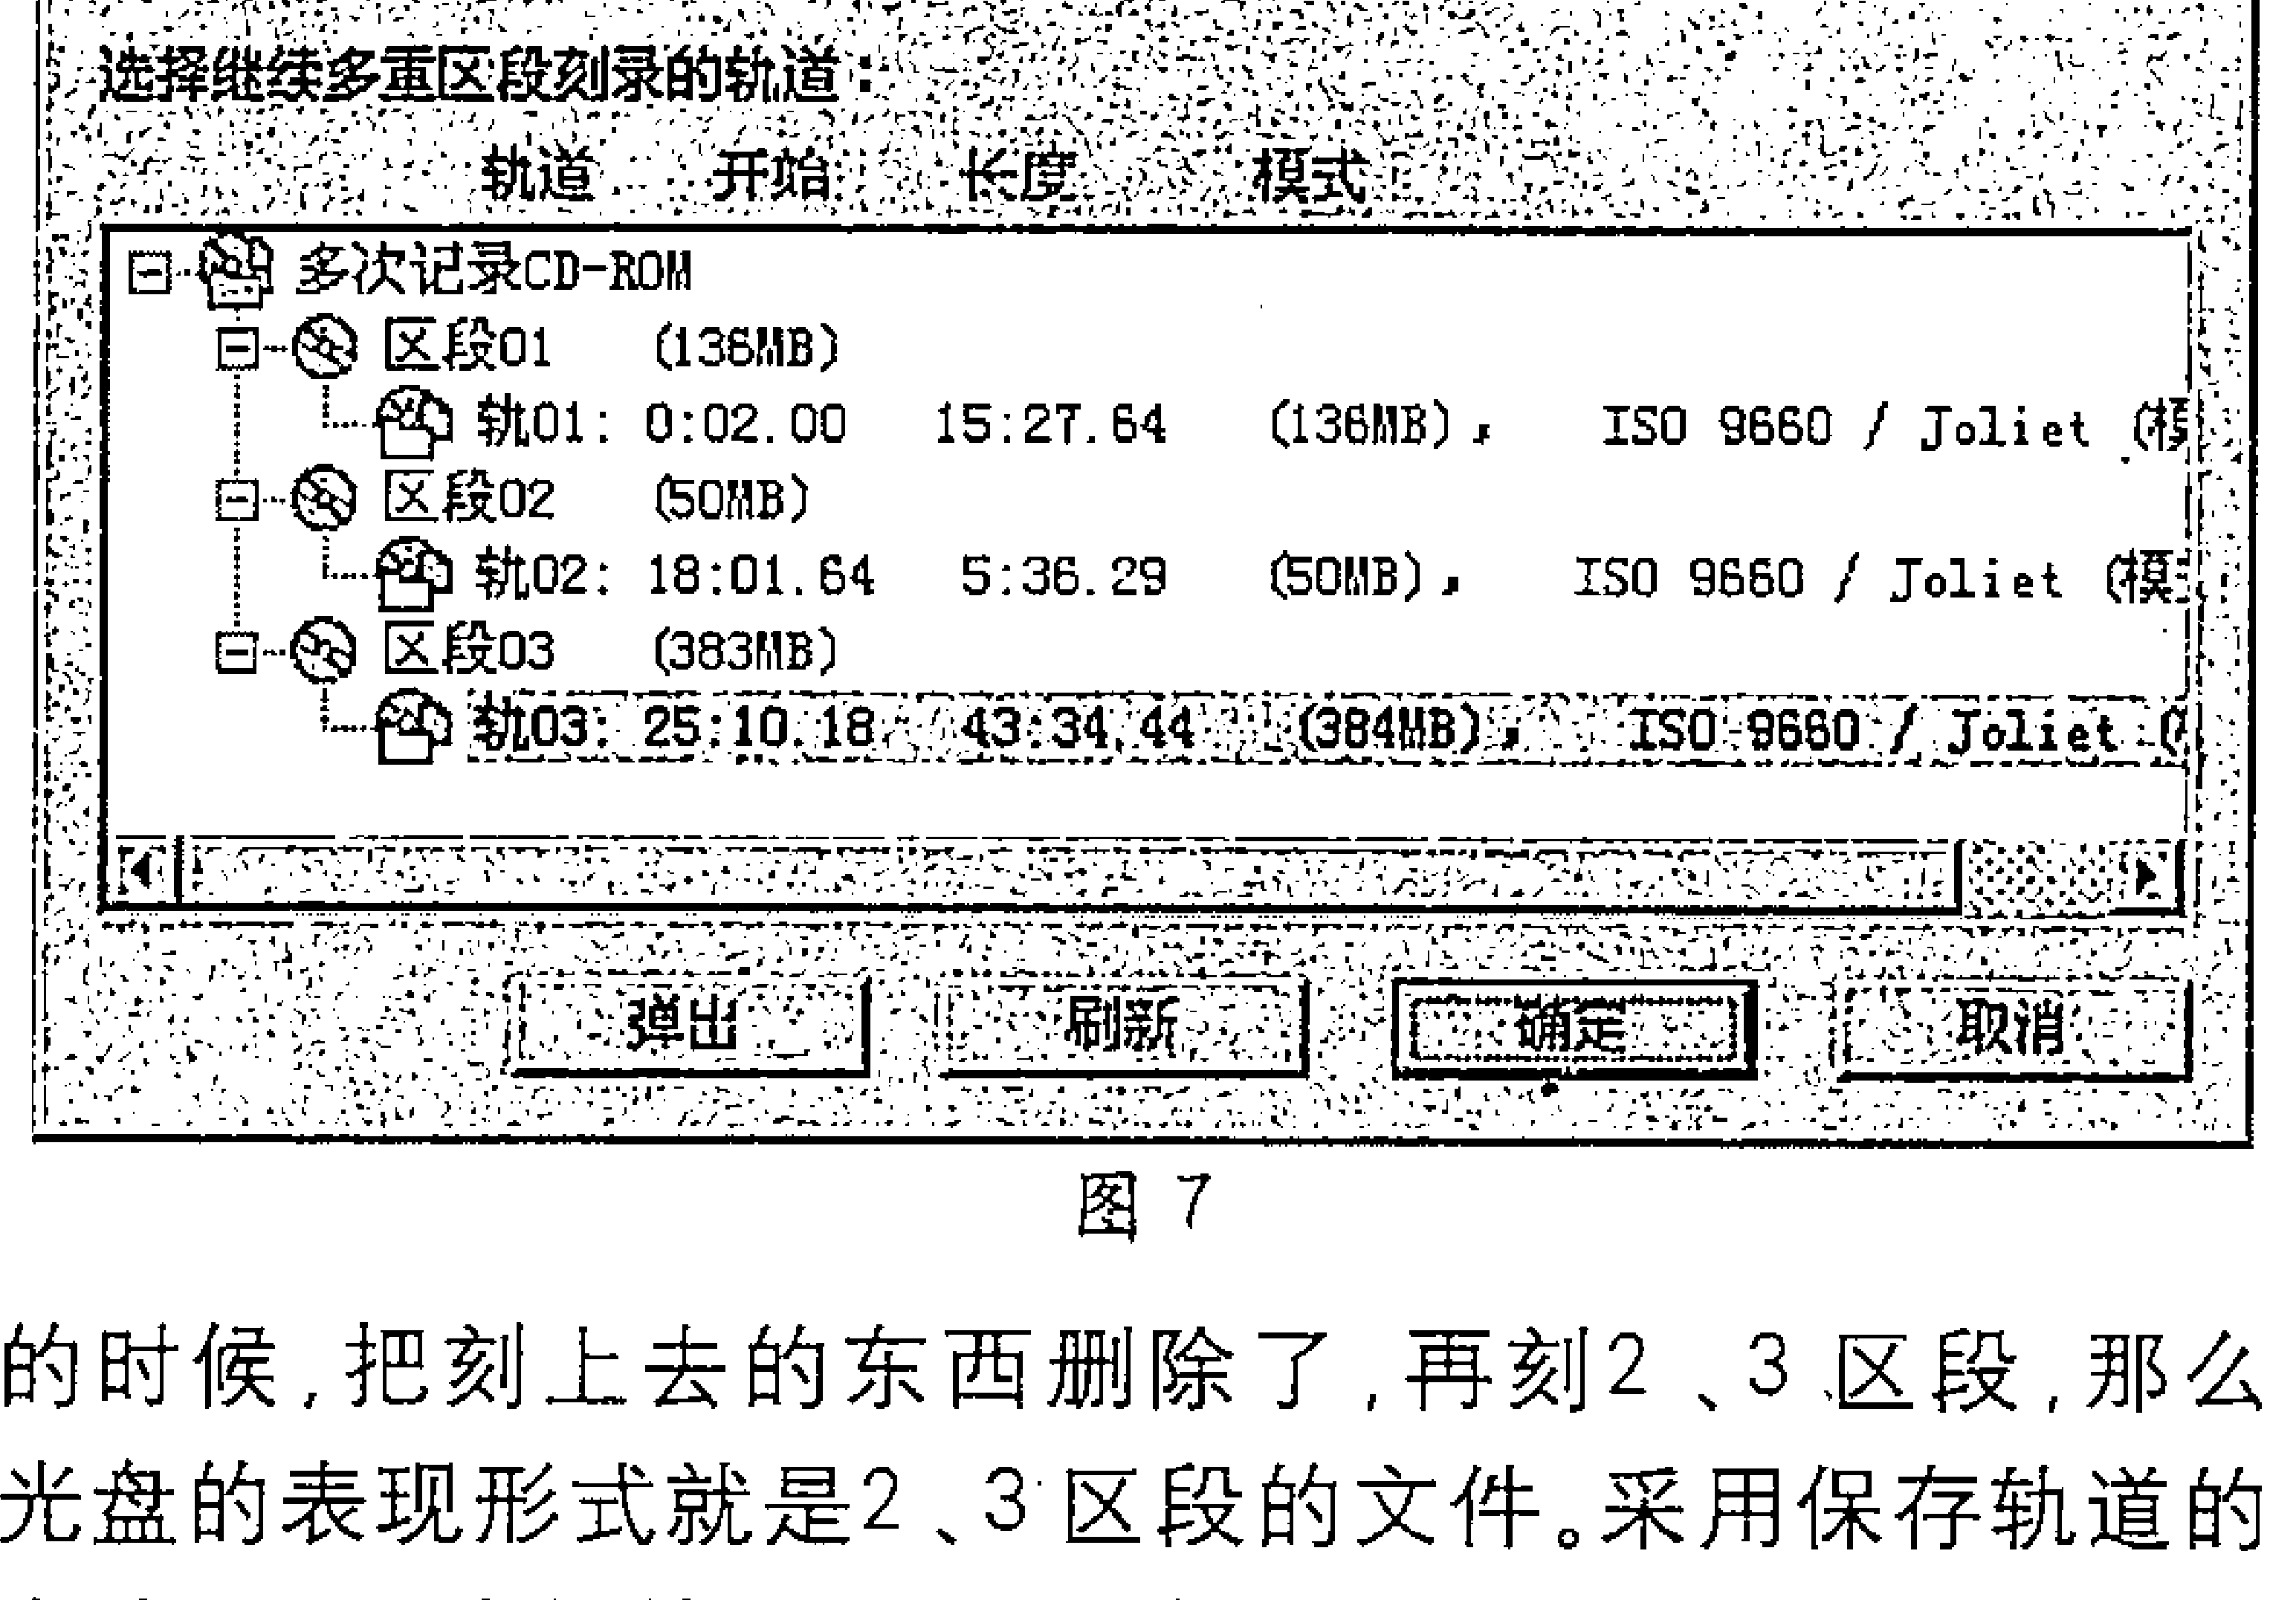 选择继续多重区段刻录的轨道:
轨道 开始 长度 模式
多次记录CD-ROM
区段01 (136MB)
轨01: 0:02.00 15:27.64 (136MB), ISO 9660 / Joliet (模
区段02 (50MB)
轨02: 18:01.64 5:36.29 (50MB), ISO 9660 / Joliet (模
区段03 (383MB)
轨03: 25:10.18 43:34.44 (384MB), ISO 9660 / Joliet (
弹出 刷新 确定 取消
图 7
的时候,把刻上去的东西删除了,再刻2、3区段,那么
光盘的表现形式就是2、3区段的文件。采用保存轨道的